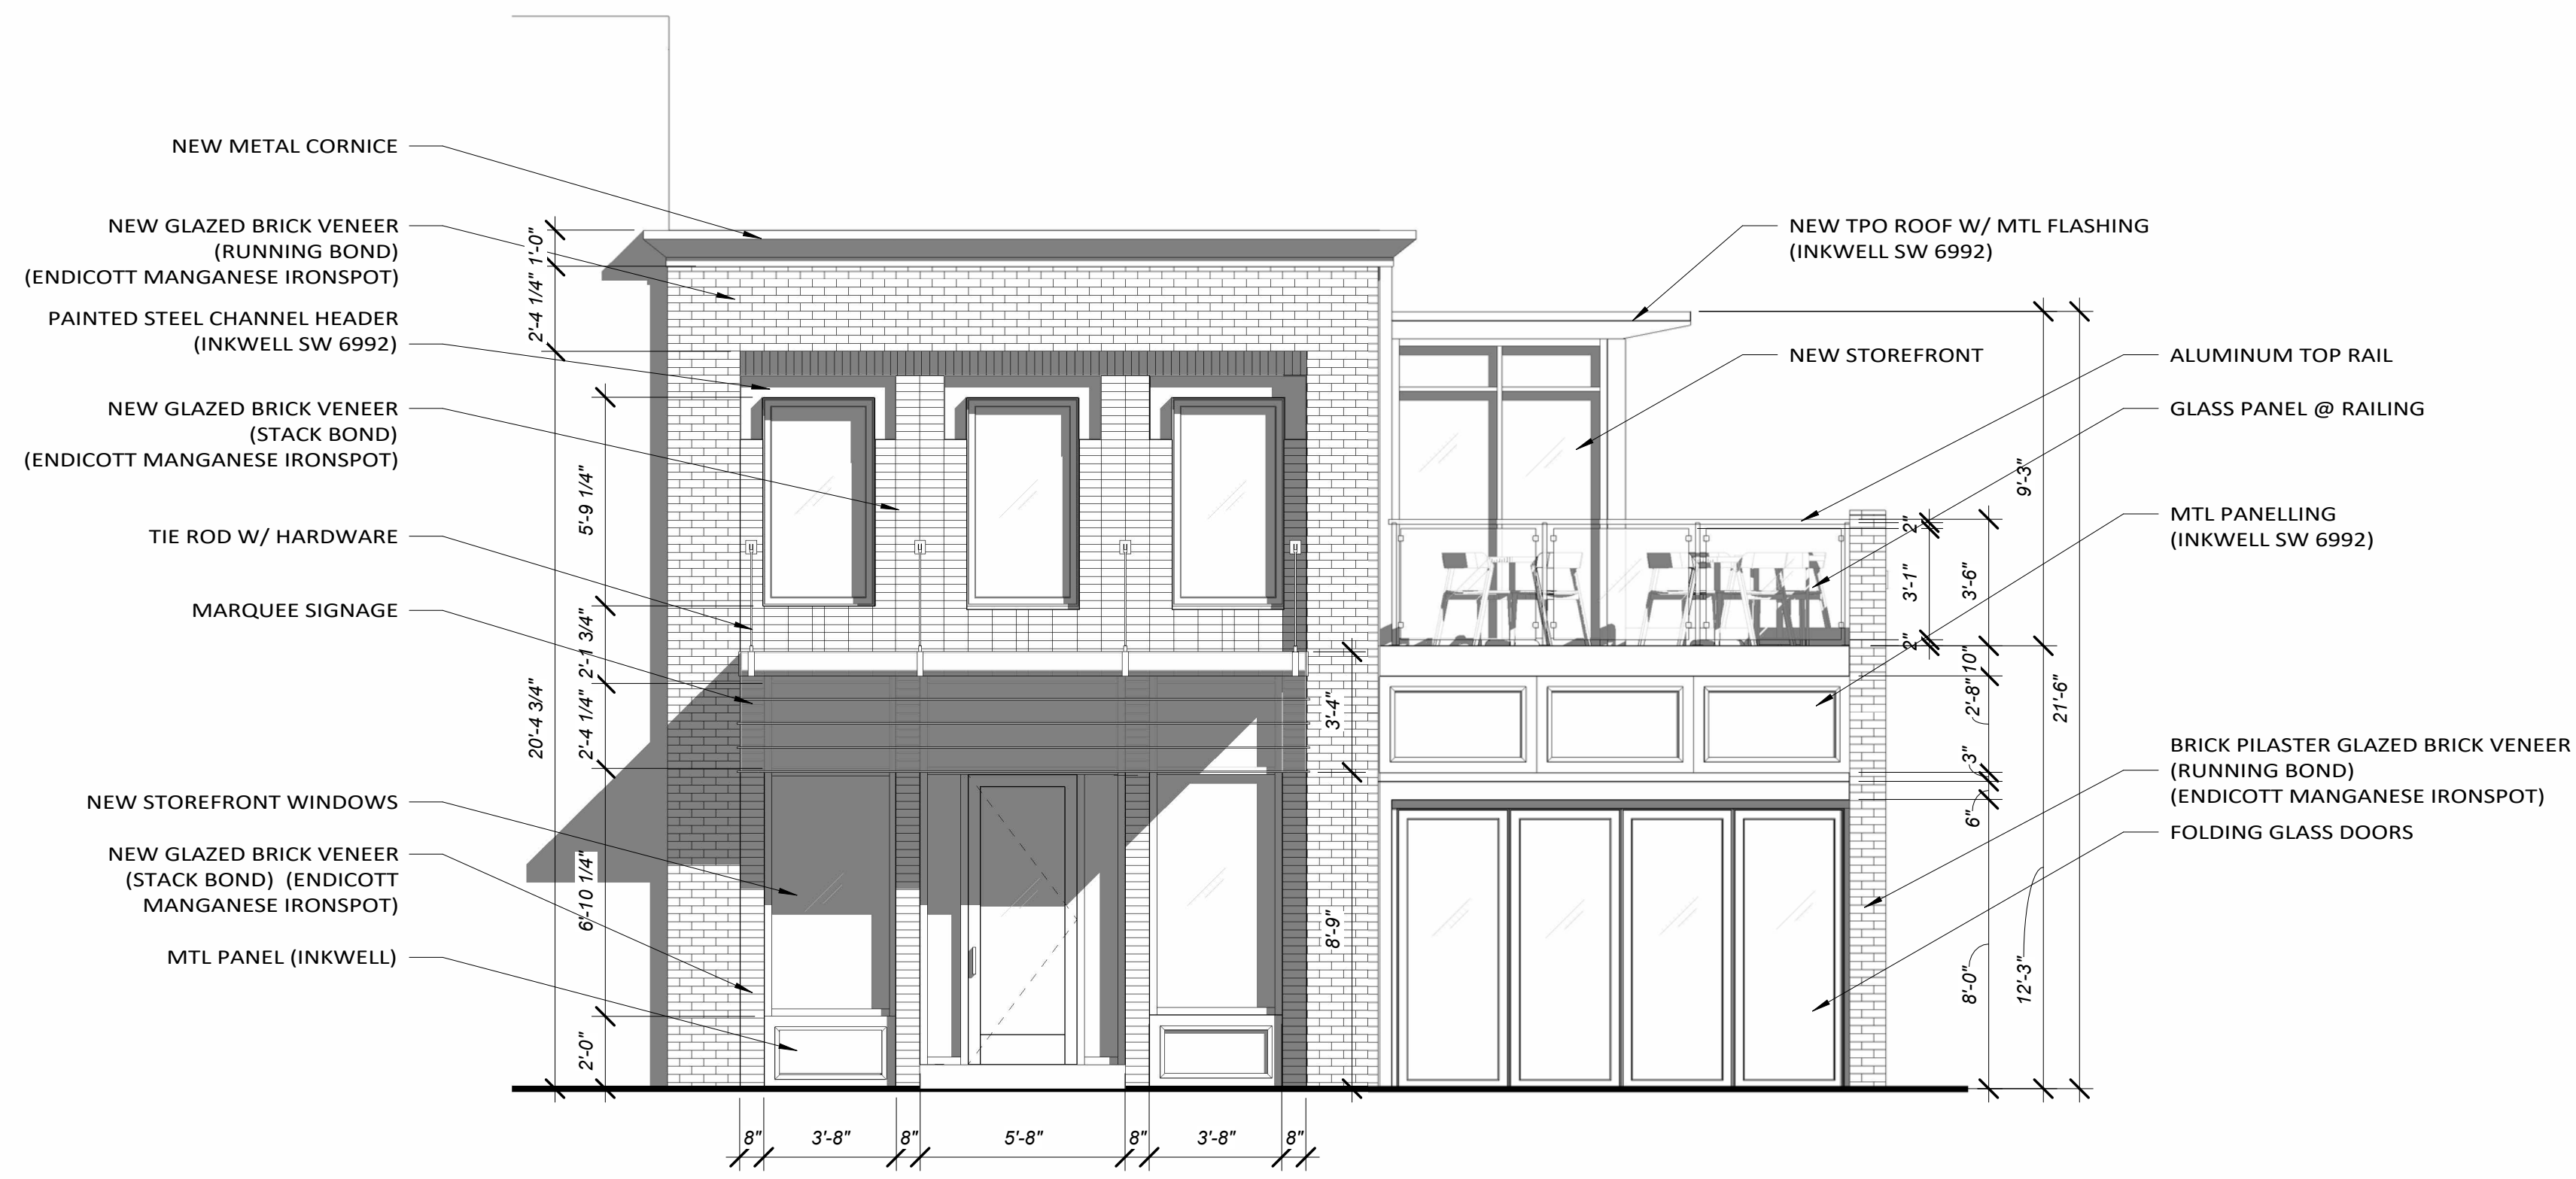 NEW METAL CORNICE
NEW GLAZED BRICK VENEER
(RUNNING BOND)
(ENDICOTT MANGANESE IRONSPOT)
PAINTED STEEL CHANNEL HEADER
(INKWELL SW 6992)
NEW GLAZED BRICK VENEER
(STACK BOND)
(ENDICOTT MANGANESE IRONSPOT)
TIE ROD W/ HARDWARE
MARQUEE SIGNAGE
NEW STOREFRONT WINDOWS
NEW GLAZED BRICK VENEER
(STACK BOND) (ENDICOTT
MANGANESE IRONSPOT)
MTL PANEL (INKWELL)
1'-0"
2'-4 1/4"
20'-4 3/4"
5'-9 1/4"
2'-1 3/4"
2'-4 1/4"
6'-10 1/4"
2'-0"
8"
3'-8"
8"
5'-8"
8"
3'-8"
8"
3'-4"
8'-9"
NEW TPO ROOF W/ MTL FLASHING
(INKWELL SW 6992)
NEW STOREFRONT
ALUMINUM TOP RAIL
GLASS PANEL @ RAILING
MTL PANELLING
(INKWELL SW 6992)
BRICK PILASTER GLAZED BRICK VENEER
(RUNNING BOND)
(ENDICOTT MANGANESE IRONSPOT)
FOLDING GLASS DOORS
2"
3'-1"
2"
3'-6"
10"
2'-8"
3"
6"
8'-0"
9'-3"
12'-3"
21'-6"